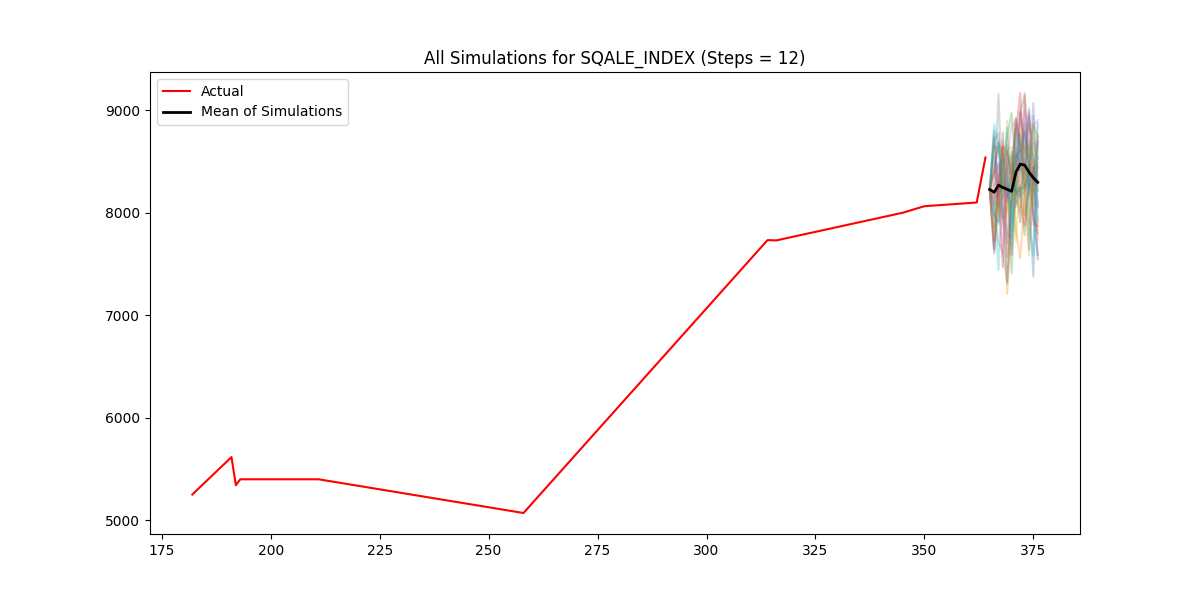 All Simulations for SQALE_INDEX (Steps = 12)
Actual
Mean of Simulations
9000
8000
7000
6000
5000
175 200 225 250 275 300 325 350 375